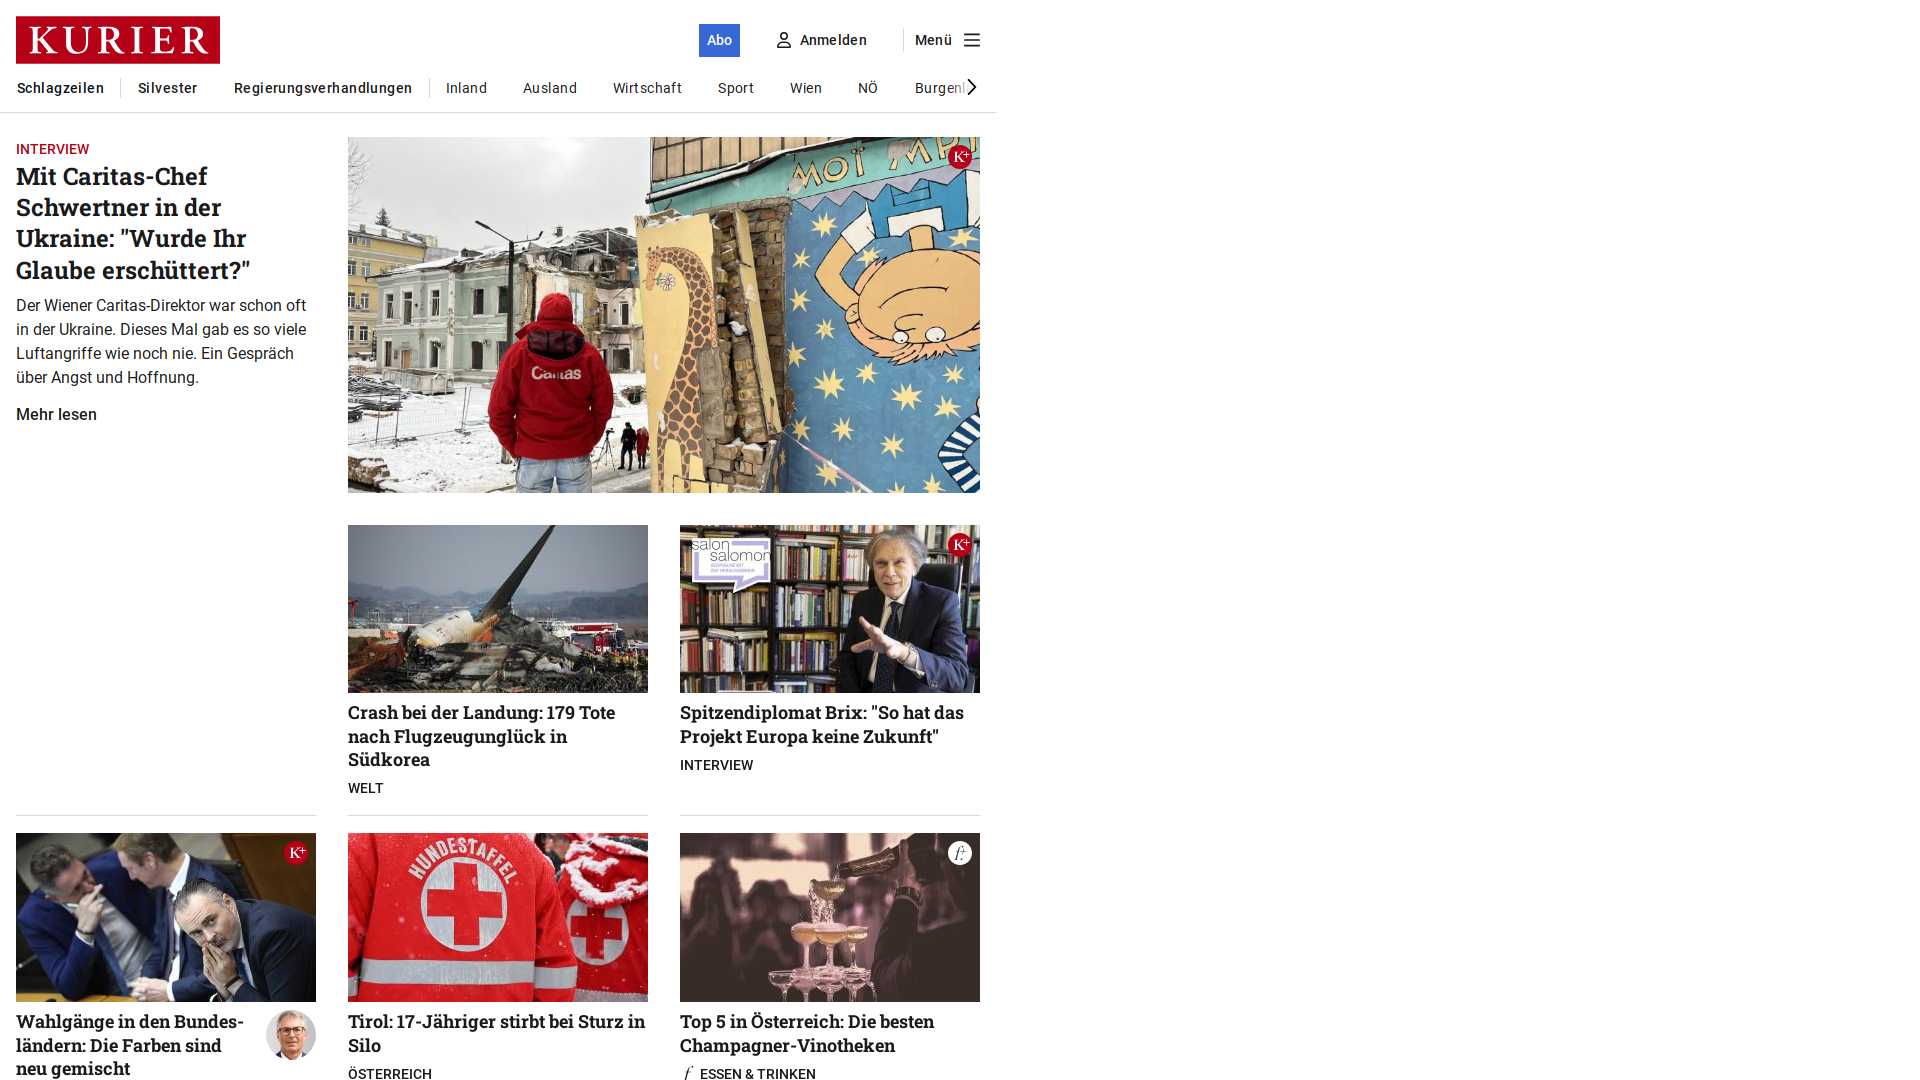 KURIER
Abo
Anmelden
Menü
Schlagzeilen
Silvester
Regierungsverhandlungen
Inland
Ausland
Wirtschaft
Sport
Wien
NÖ
INTERVIEW
Mit Caritas-Chef
Schwertner in der
Ukraine: "Wurde Ihr
Glaube erschüttert?"
Der Wiener Caritas-Direktor war schon oft
in der Ukraine. Dieses Mal gab es so viele
Luftangriffe wie noch nie. Ein Gespräch
über Angst und Hoffnung.
Mehr lesen
МОЇ МРІ
K+
Caritas
salon
salomon
K+
Crash bei der Landung: 179 Tote
nach Flugzeugunglück in
Südkorea
WELT
Spitzendiplomat Brix: "So hat das
Projekt Europa keine Zukunft"
INTERVIEW
K+
HUNDESTAFFEL
f+
Wahlgänge in den Bundes-
ländern: Die Farben sind
neu gemischt
Tirol: 17-Jähriger stirbt bei Sturz in
Silo
ÖSTERREICH
Top 5 in Österreich: Die besten
Champagner-Vinotheken
f ESSEN & TRINKEN